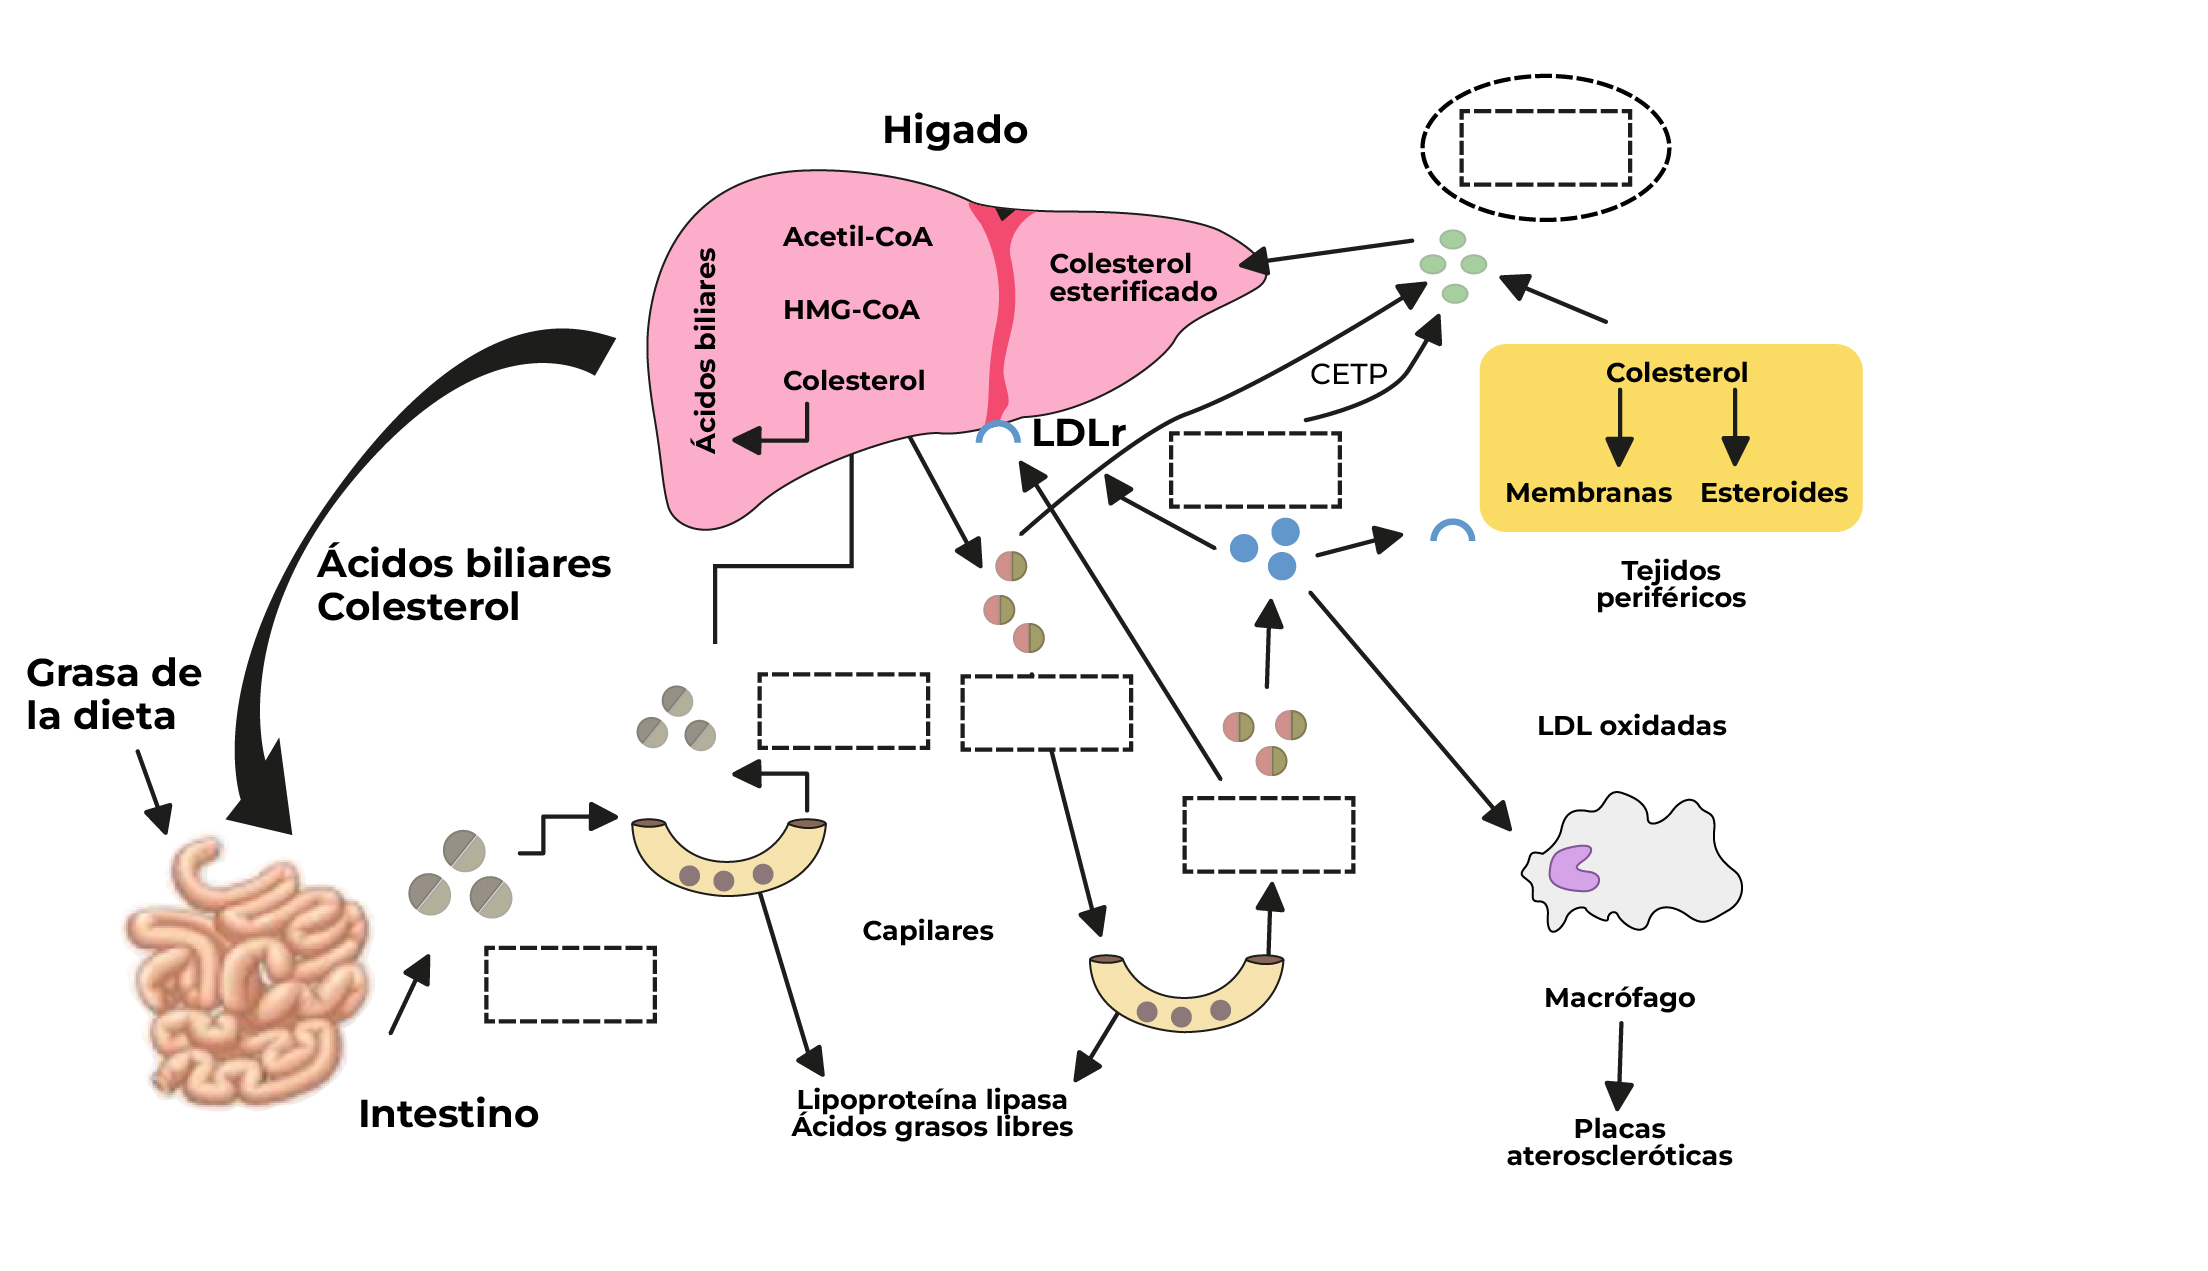 Higado
Acetil-CoA
HMG-CoA
Colesterol
Ácidos biliares
Colesterol
esterificado
LDLr
CETP
Colesterol
Membranas
Esteroides
Tejidos
periféricos
Ácidos biliares
Colesterol
Grasa de
la dieta
LDL oxidadas
Capilares
Macrófago
Intestino
Lipoproteína lipasa
Ácidos grasos libres
Placas
ateroscleróticas